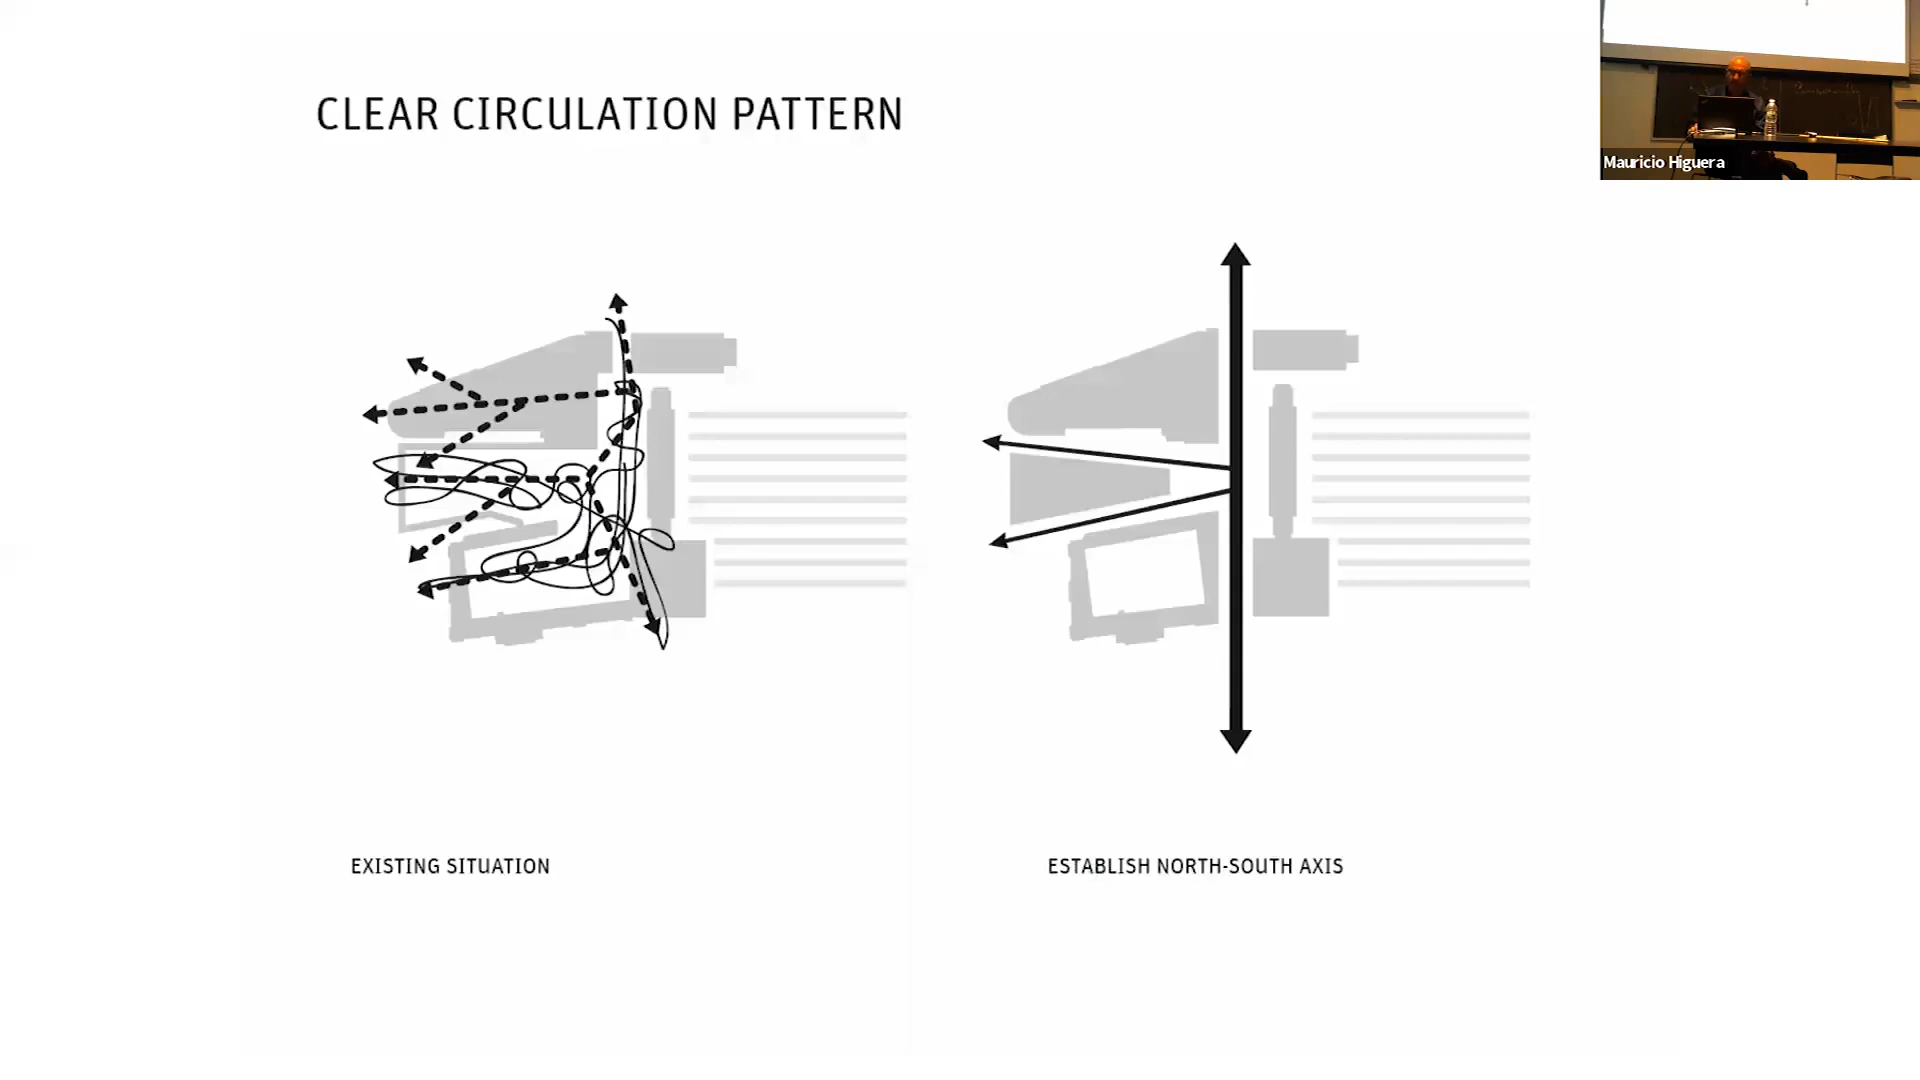 CLEAR CIRCULATION PATTERN
Mauricio Higuera
EXISTING SITUATION
ESTABLISH NORTH-SOUTH AXIS